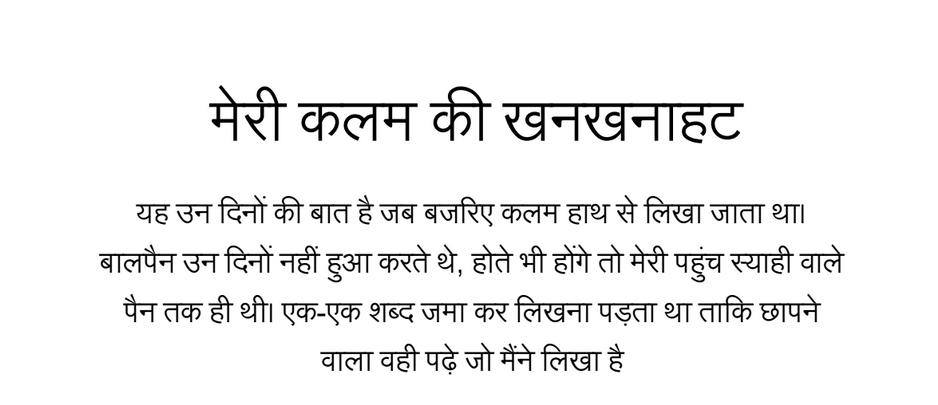 मेरी कलम की खनखनाहट
यह उन दिनों की बात है जब बजरिए कलम हाथ से लिखा जाता था।
बालपैन उन दिनों नहीं हुआ करते थे, होते भी होंगे तो मेरी पहुंच स्याही वाले
पैन तक ही थी। एक-एक शब्द जमा कर लिखना पड़ता था ताकि छापने
वाला वही पढ़े जो मैंने लिखा है